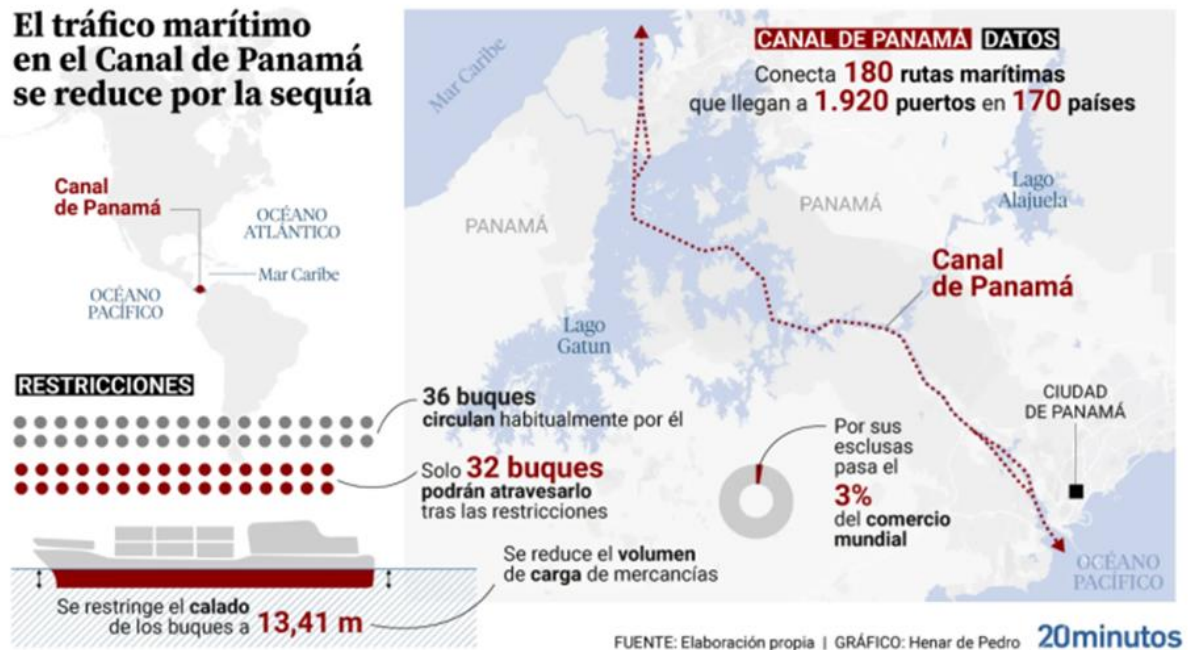 El tráfico marítimo
en el Canal de Panamá
se reduce por la sequía
Canal
de Panamá
OCÉANO
ATLÁNTICO
Mar Caribe
OCÉANO
PACÍFICO
RESTRICCIONES
36 buques
circulan habitualmente por él
Solo 32 buques
podrán atravesarlo
tras las restricciones
Se reduce el volumen
de carga de mercancías
Se restringe el calado
de los buques a 13,41 m
Mar Caribe
CANAL DE PANAMÁ DATOS
Conecta 180 rutas marítimas
que llegan a 1.920 puertos en 170 países
PANAMÁ
PANAMÁ
Lago
Alajuela
Canal
de Panamá
Lago
Gatun
CIUDAD
DE PANAMÁ
Por sus
esclusas
pasa el
3%
del comercio
mundial
OCÉANO
PACÍFICO
FUENTE: Elaboración propia | GRÁFICO: Henar de Pedro 20minutos